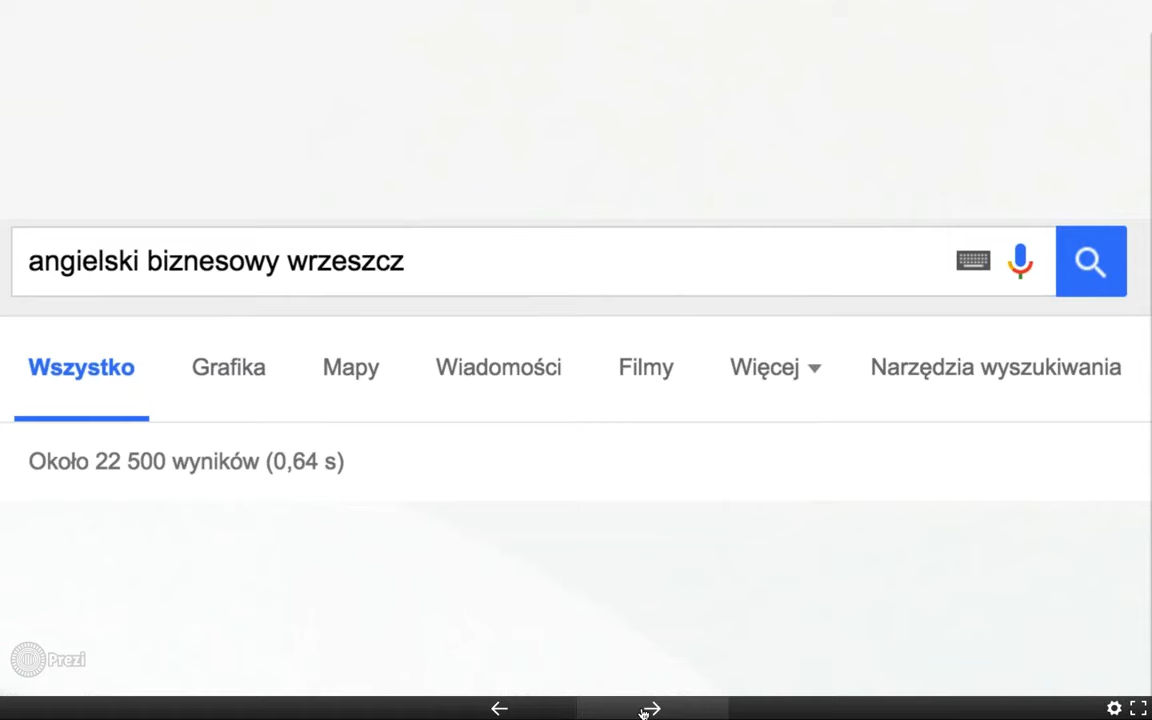 angielski biznesowy wrzeszcz
Wszystko Grafika Mapy Wiadomości Filmy Więcej Narzędzia wyszukiwania
Około 22 500 wyników (0,64 s)
Prezi